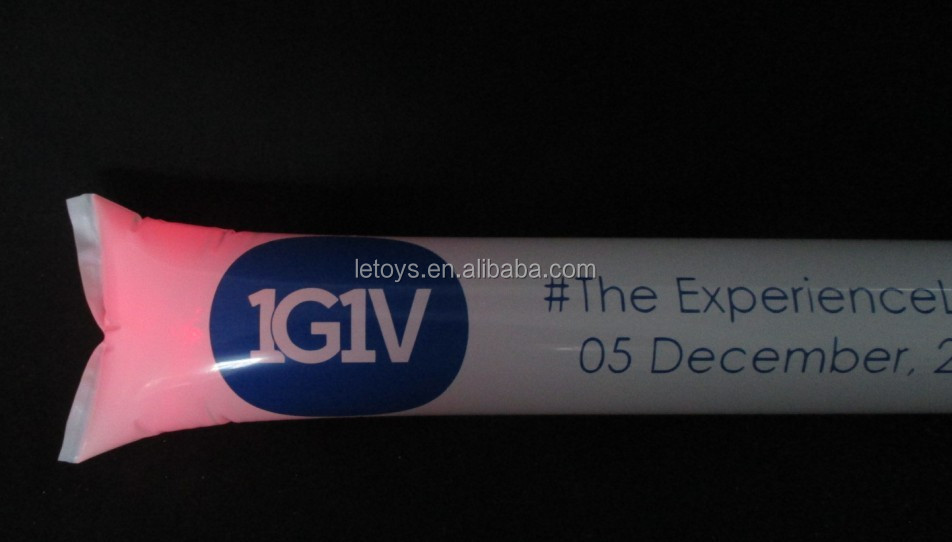 letoys.en.alibaba.com
1G1V
#The Experience
05 December,